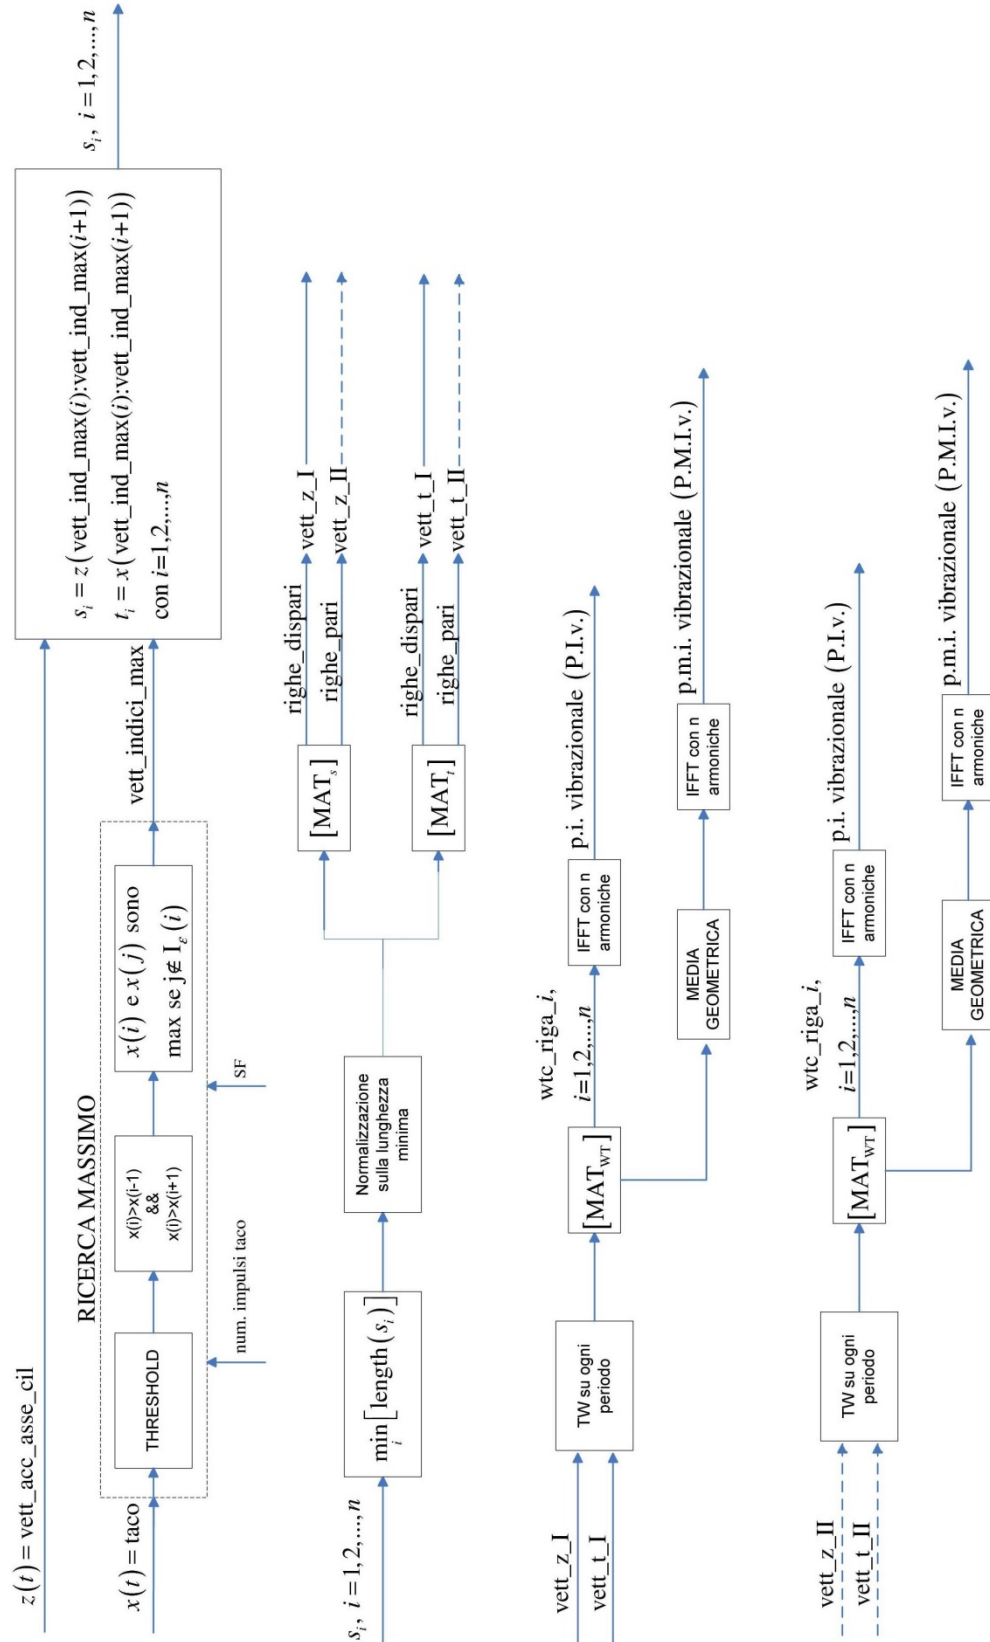 z(t) = vett_acc_asse_cil
x(t) = taco
RICERCA MASSIMO
THRESHOLD
x(i)>x(i-1)
&&
x(i)>x(i+1)
x(i) e x(j) sono
max se j∉ I_ε(i)
num. impulsi taco
SF
vett_indici_max
s_i = z(vett_ind_max(i):vett_ind_max(i+1))
t_i = x(vett_ind_max(i):vett_ind_max(i+1))
con i=1,2,...,n
s_i, i = 1,2,...,n
s_i, i = 1,2,...,n
min_i [length(s_i)]
Normalizzazione
sulla lunghezza
minima
[MAT_s]
righe_dispari
righe_pari
vett_z_I
vett_z_II
[MAT_t]
righe_dispari
righe_pari
vett_t_I
vett_t_II
vett_z_I
vett_t_I
TW su ogni
periodo
[MAT_WT]
wtc_riga_i,
i=1,2,...,n
IFFT con n
armoniche
p.i. vibrazionale (P.I.v.)
MEDIA
GEOMETRICA
IFFT con n
armoniche
p.m.i. vibrazionale (P.M.I.v.)
vett_z_II
vett_t_II
TW su ogni
periodo
[MAT_WT]
wtc_riga_i,
i=1,2,...,n
IFFT con n
armoniche
p.i. vibrazionale (P.I.v.)
MEDIA
GEOMETRICA
IFFT con n
armoniche
p.m.i. vibrazionale (P.M.I.v.)